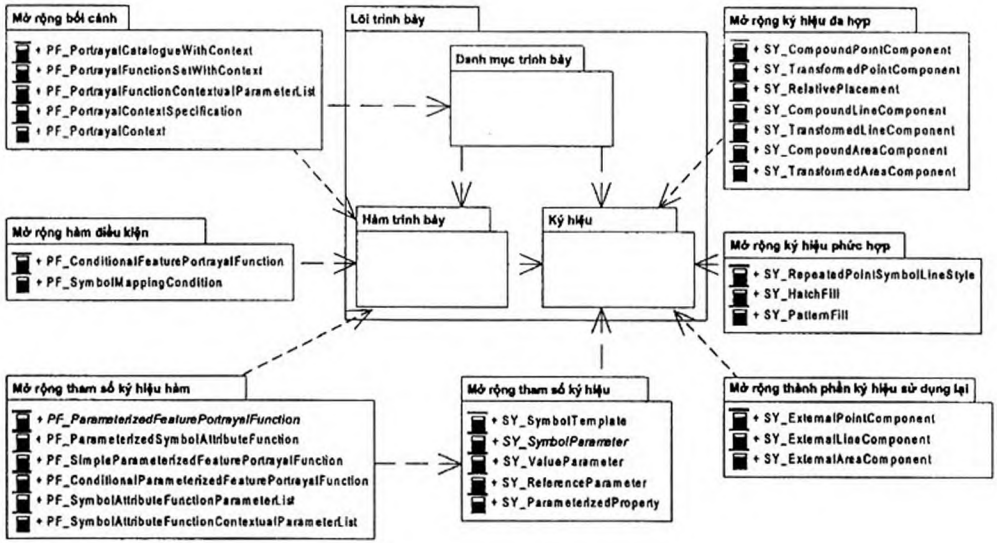 Mở rộng bối cảnh
+ PF_PortrayalCatalogueWithContext
+ PF_PortrayalFunctionSetWithContext
+ PF_PortrayalFunctionContextualParameterList
+ PF_PortrayalContextSpecification
+ PF_PortrayalContext
Lõi trình bày
Danh mục trình bày
Hàm trình bày
Ký hiệu
Mở rộng ký hiệu đa hợp
+ SY_CompoundPointComponent
+ SY_TransformedPointComponent
+ SY_RelativePlacement
+ SY_CompoundLineComponent
+ SY_TransformedLineComponent
+ SY_CompoundAreaComponent
+ SY_TransformedAreaComponent
Mở rộng hàm điều kiện
+ PF_ConditionalFeaturePortrayalFunction
+ PF_SymbolMappingCondition
Mở rộng ký hiệu phức hợp
+ SY_RepeatedPointSymbolLineStyle
+ SY_HatchFill
+ SY_PatternFill
Mở rộng tham số ký hiệu hàm
+ PF_ParameterizedFeaturePortrayalFunction
+ PF_ParameterizedSymbolAttributeFunction
+ PF_SimpleParameterizedFeaturePortrayalFunction
+ PF_ConditionalParameterizedFeaturePortrayalFunction
+ PF_SymbolAttributeFunctionParameterList
+ PF_SymbolAttributeFunctionContextualParameterList
Mở rộng tham số ký hiệu
+ SY_SymbolTemplate
+ SY_SymbolParameter
+ SY_ValueParameter
+ SY_ReferenceParameter
+ SY_ParameterizedProperty
Mở rộng thành phần ký hiệu sử dụng lại
+ SY_ExternalPointComponent
+ SY_ExternalLineComponent
+ SY_ExternalAreaComponent